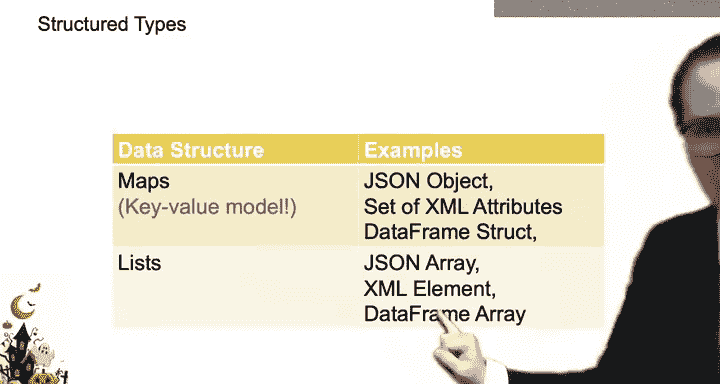 Structured Types
Data Structure
Examples
Maps
(Key-value model!)
JSON Object,
Set of XML Attributes
DataFrame Struct,
Lists
JSON Array,
XML Element,
DataFrame Array